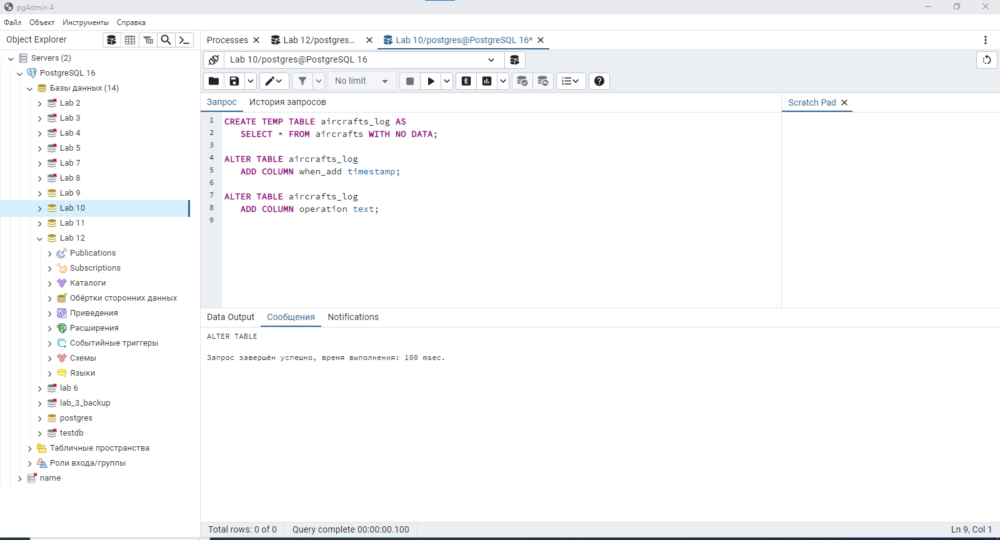 pgAdmin 4
Файл Объект Инструменты Справка
Object Explorer
Processes
Lab 12/postgres...
Lab 10/postgres@PostgreSQL 16*
Servers (2)
PostgreSQL 16
Базы данных (14)
Lab 2
Lab 3
Lab 4
Lab 5
Lab 7
Lab 8
Lab 9
Lab 10
Lab 11
Lab 12
Publications
Subscriptions
Каталоги
Обёртки сторонних данных
Приведения
Расширения
Событийные триггеры
Схемы
Языки
lab 6
lab_3_backup
postgres
testdb
Табличные пространства
Роли входа/группы
name
Lab 10/postgres@PostgreSQL 16
No limit
E
Запрос История запросов
Scratch Pad
1 CREATE TEMP TABLE aircrafts_log AS
2 SELECT * FROM aircrafts WITH NO DATA;
3
4 ALTER TABLE aircrafts_log
5 ADD COLUMN when_add timestamp;
6
7 ALTER TABLE aircrafts_log
8 ADD COLUMN operation text;
9
Data Output Сообщения Notifications
ALTER TABLE
Запрос завершён успешно, время выполнения: 100 msec.
Total rows: 0 of 0 Query complete 00:00:00.100 Ln 9, Col 1